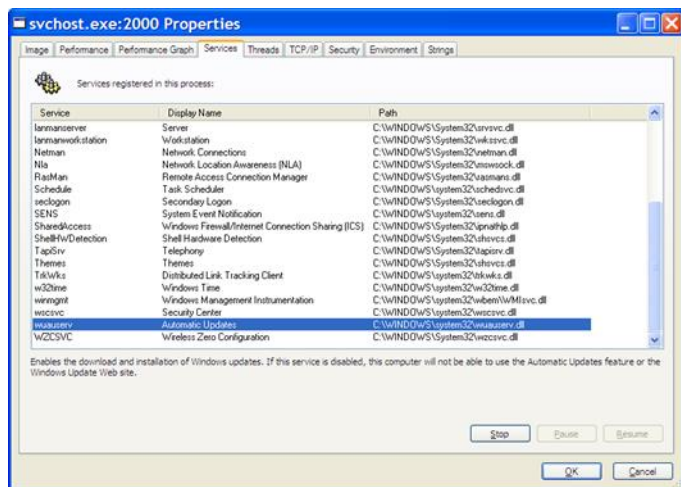 svchost.exe:2000 Properties
Image Performance Performance Graph Services Threads TCP/IP Security Environment Strings
Services registered in this process:
Service Display Name Path
lanmanserver Server C:\WINDOWS\System32\srvsvc.dll
lanmanworkstation Workstation C:\WINDOWS\System32\wkssvc.dll
Netman Network Connections C:\WINDOWS\System32\netman.dll
Nla Network Location Awareness (NLA) C:\WINDOWS\System32\mswsock.dll
RasMan Remote Access Connection Manager C:\WINDOWS\System32\rasmans.dll
Schedule Task Scheduler C:\WINDOWS\system32\schedsvc.dll
seclogon Secondary Logon C:\WINDOWS\System32\seclogon.dll
SENS System Event Notification C:\WINDOWS\system32\sens.dll
SharedAccess Windows Firewall/Internet Connection Sharing (ICS) C:\WINDOWS\System32\ipnathlp.dll
ShellHWDetection Shell Hardware Detection C:\WINDOWS\System32\shsvcs.dll
TapiSrv Telephony C:\WINDOWS\System32\tapisrv.dll
Themes Themes C:\WINDOWS\System32\shsvcs.dll
TrkWks Distributed Link Tracking Client C:\WINDOWS\system32\trkwks.dll
w32time Windows Time C:\WINDOWS\System32\w32time.dll
winmgmt Windows Management Instrumentation C:\WINDOWS\system32\wbem\WMIsvc.dll
wscsvc Security Center C:\WINDOWS\system32\wscsvc.dll
wuauserv Automatic Updates C:\WINDOWS\system32\wuauserv.dll
WZCSVC Wireless Zero Configuration C:\WINDOWS\System32\wzcsvc.dll
Enables the download and installation of Windows updates. If this service is disabled, this computer will not be able to use the Automatic Updates feature or the
Windows Update Web site.
Stop Pause Resume
OK Cancel